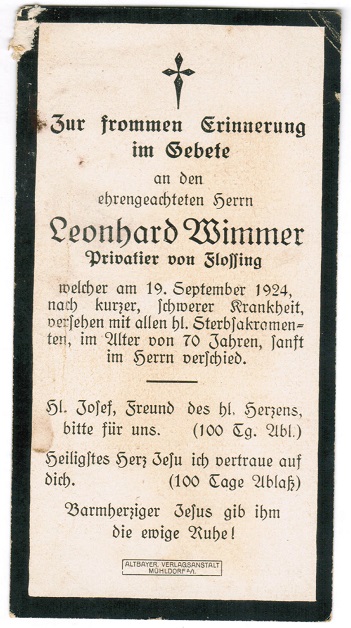 Zur frommen Erinnerung
im Gebete
an den
ehrengeachteten Herrn
Leonhard Wimmer
Privatier von Flossing
welcher am 19. September 1924,
nach kurzer, schwerer Krankheit,
versehen mit allen hl. Sterbsakramen-
ten, im Alter von 70 Jahren, sanft
im Herrn verschied.
Hl. Josef, Freund des hl. Herzens,
bitte für uns. (100 Tg. Abl.)
Heiligstes Herz Jesu ich vertraue auf
dich. (100 Tage Ablaß)
Barmherziger Jesus gib ihm
die ewige Ruhe!
ALTBAYER. VERLAGSANSTALT
MÜHLDORF a/I.